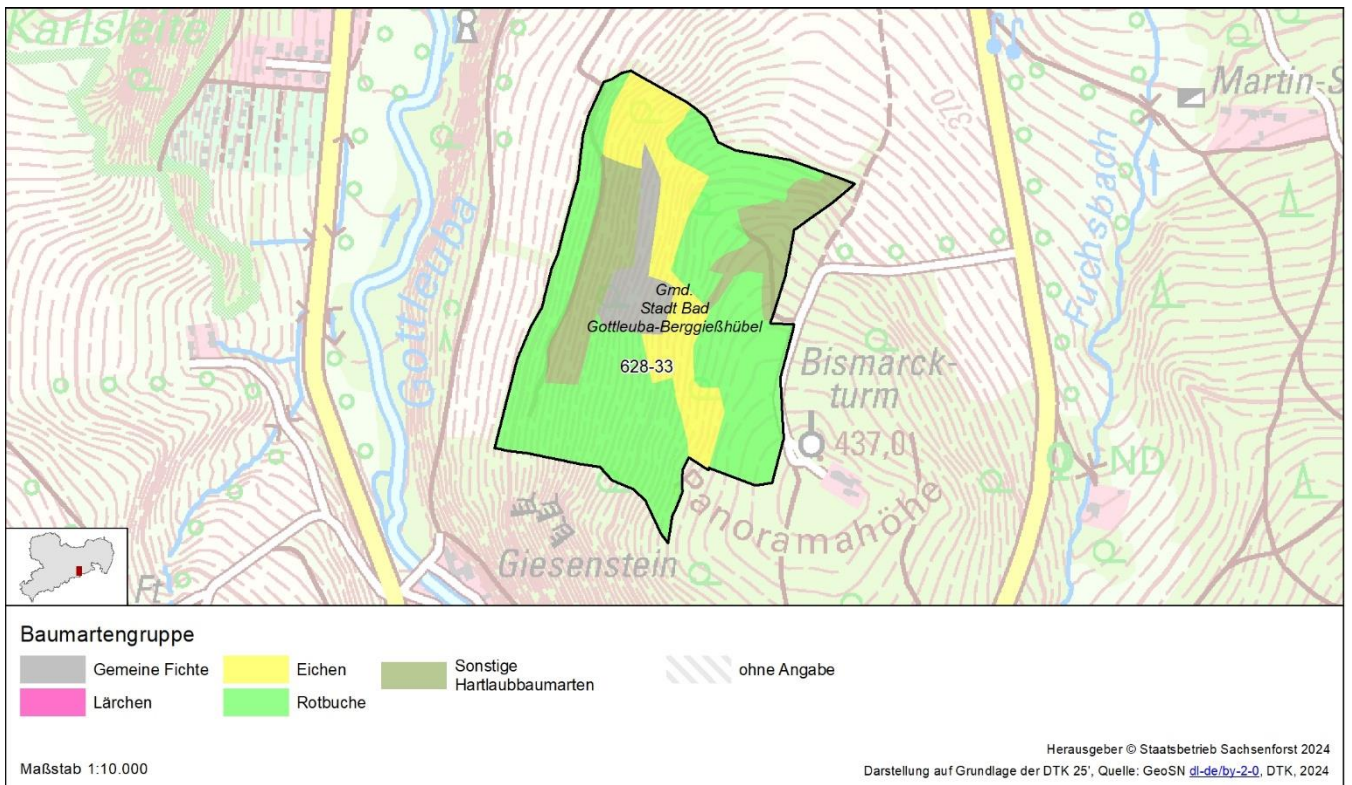 Karlsleite
Gottleuba
370
Martin-S
Fuchsbach
Gmd.
Stadt Bad
Gottleuba-Berggießhübel
628-33
Bismarck-
turm
437,0
ND
Panoramahöhe
Giesenstein
Ft
Baumartengruppe
Gemeine Fichte
Eichen
Sonstige
Hartlaubbaumarten
ohne Angabe
Lärchen
Rotbuche
Herausgeber © Staatsbetrieb Sachsenforst 2024
Maßstab 1:10.000
Darstellung auf Grundlage der DTK 25', Quelle: GeoSN dl-de/by-2-0, DTK, 2024